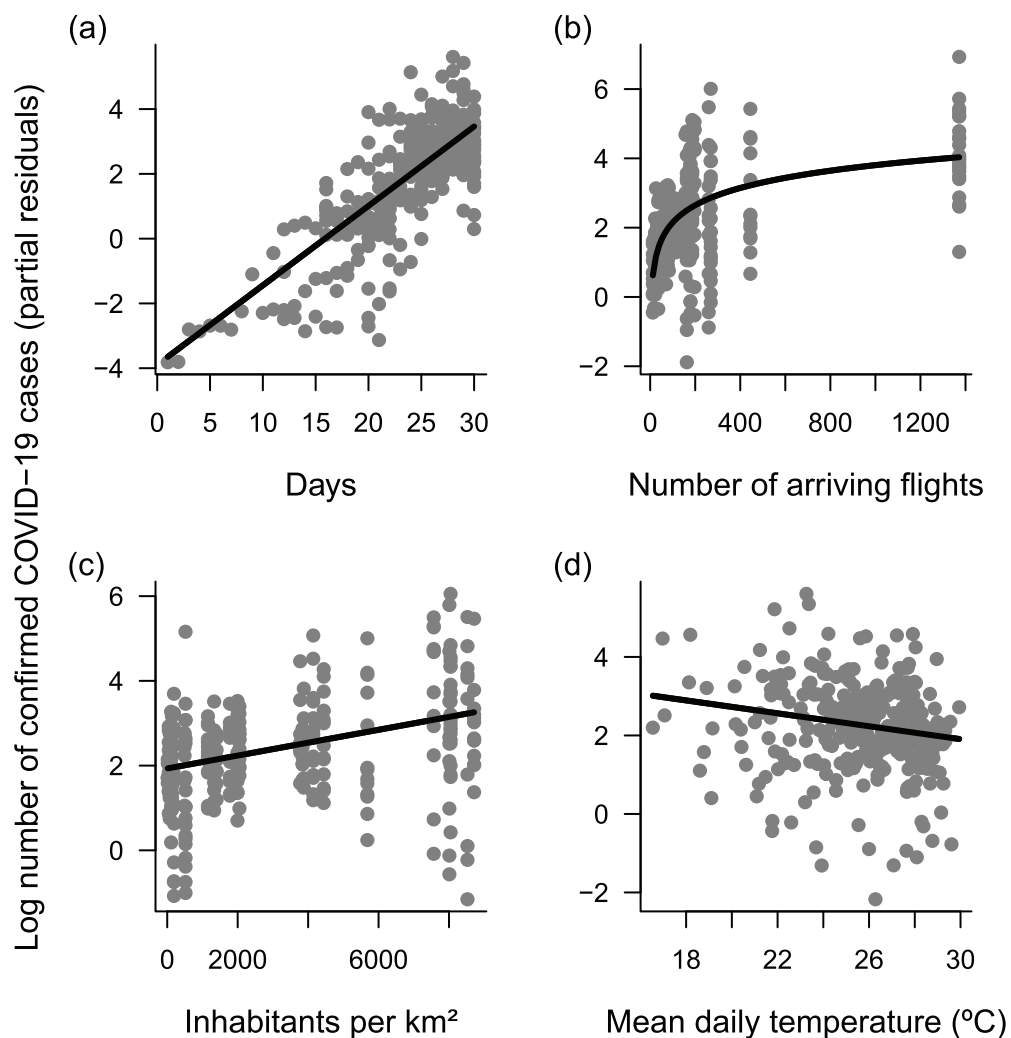 Log number of confirmed COVID−19 cases (partial residuals)
(a)
4
2
0
−2
−4
0 5 10 15 20 25 30
Days
(b)
6
4
2
0
−2
0 400 800 1200
Number of arriving flights
(c)
6
4
2
0
0 2000 6000
Inhabitants per km²
(d)
4
2
0
−2
18 22 26 30
Mean daily temperature (ºC)